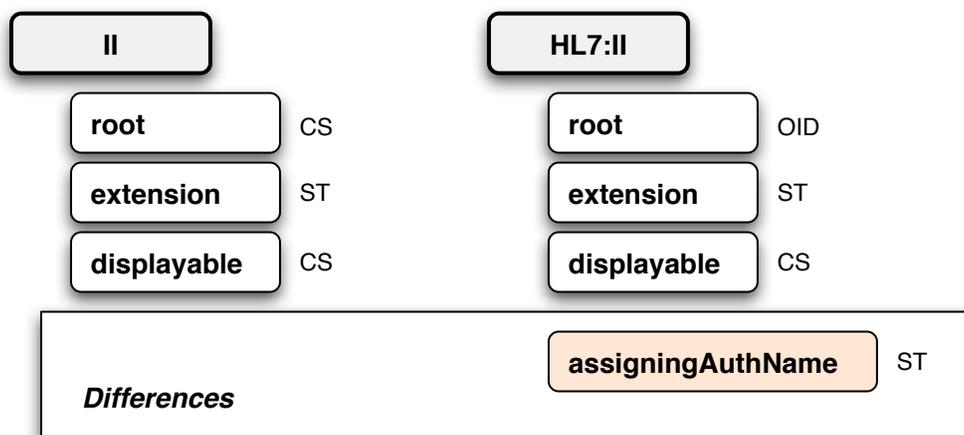 II HL7:II
root CS root OID
extension ST extension ST
displayable CS displayable CS
assigningAuthName ST
Differences